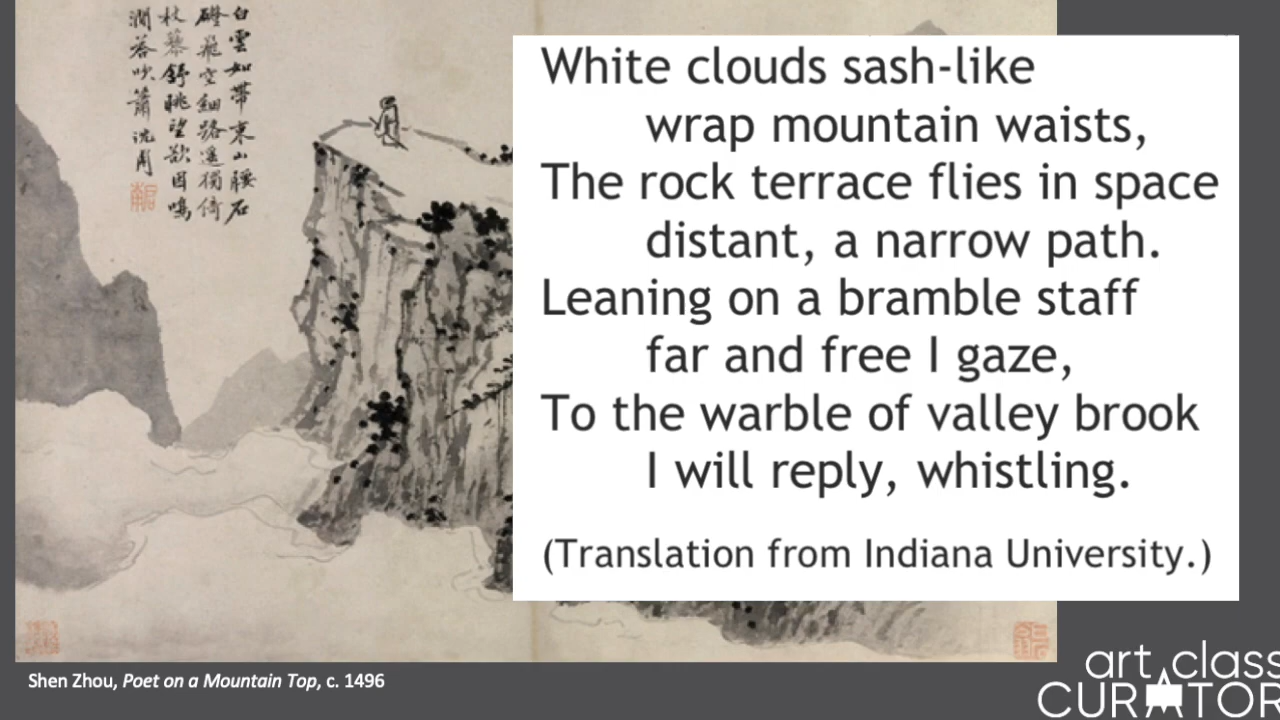 白雲如帶束山腰石
磴飛空細路遙獨倚
杖藜舒眺望欲因鳴
澗荅吹簫沈周
White clouds sash-like
wrap mountain waists,
The rock terrace flies in space
distant, a narrow path.
Leaning on a bramble staff
far and free I gaze,
To the warble of valley brook
I will reply, whistling.
(Translation from Indiana University.)
Shen Zhou, Poet on a Mountain Top, c. 1496
art class
CURATOR